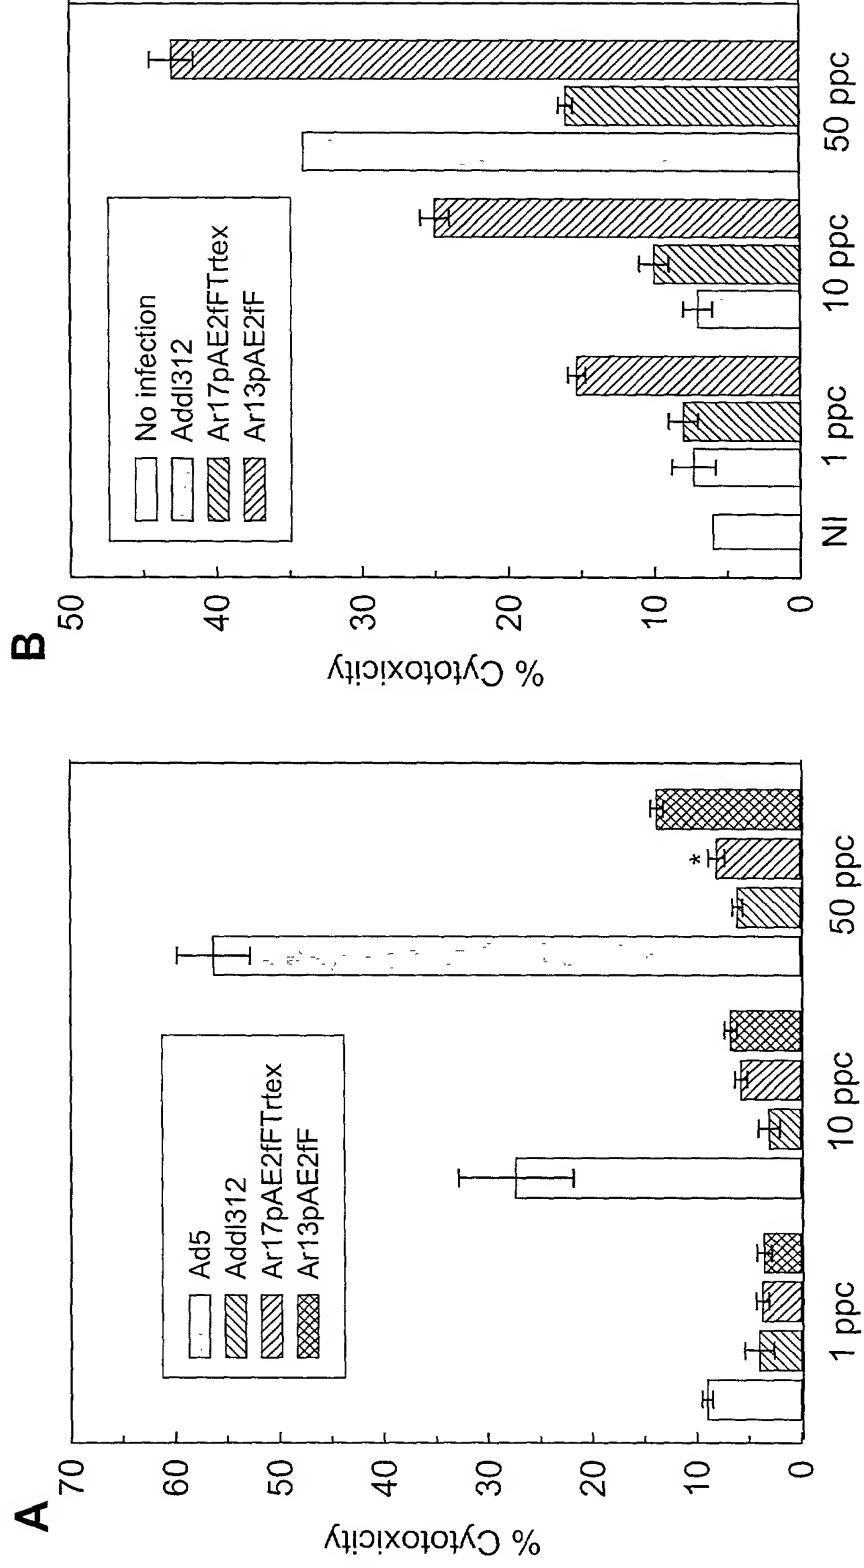 A
% Cytotoxicity
70
60
50
40
30
20
10
0
Ad5
Addl312
Ar17pAE2fFTrtex
Ar13pAE2fF
*
1 ppc
10 ppc
50 ppc
B
% Cytotoxicity
50
40
30
20
10
0
No infection
Addl312
Ar17pAE2fFTrtex
Ar13pAE2fF
NI
1 ppc
10 ppc
50 ppc